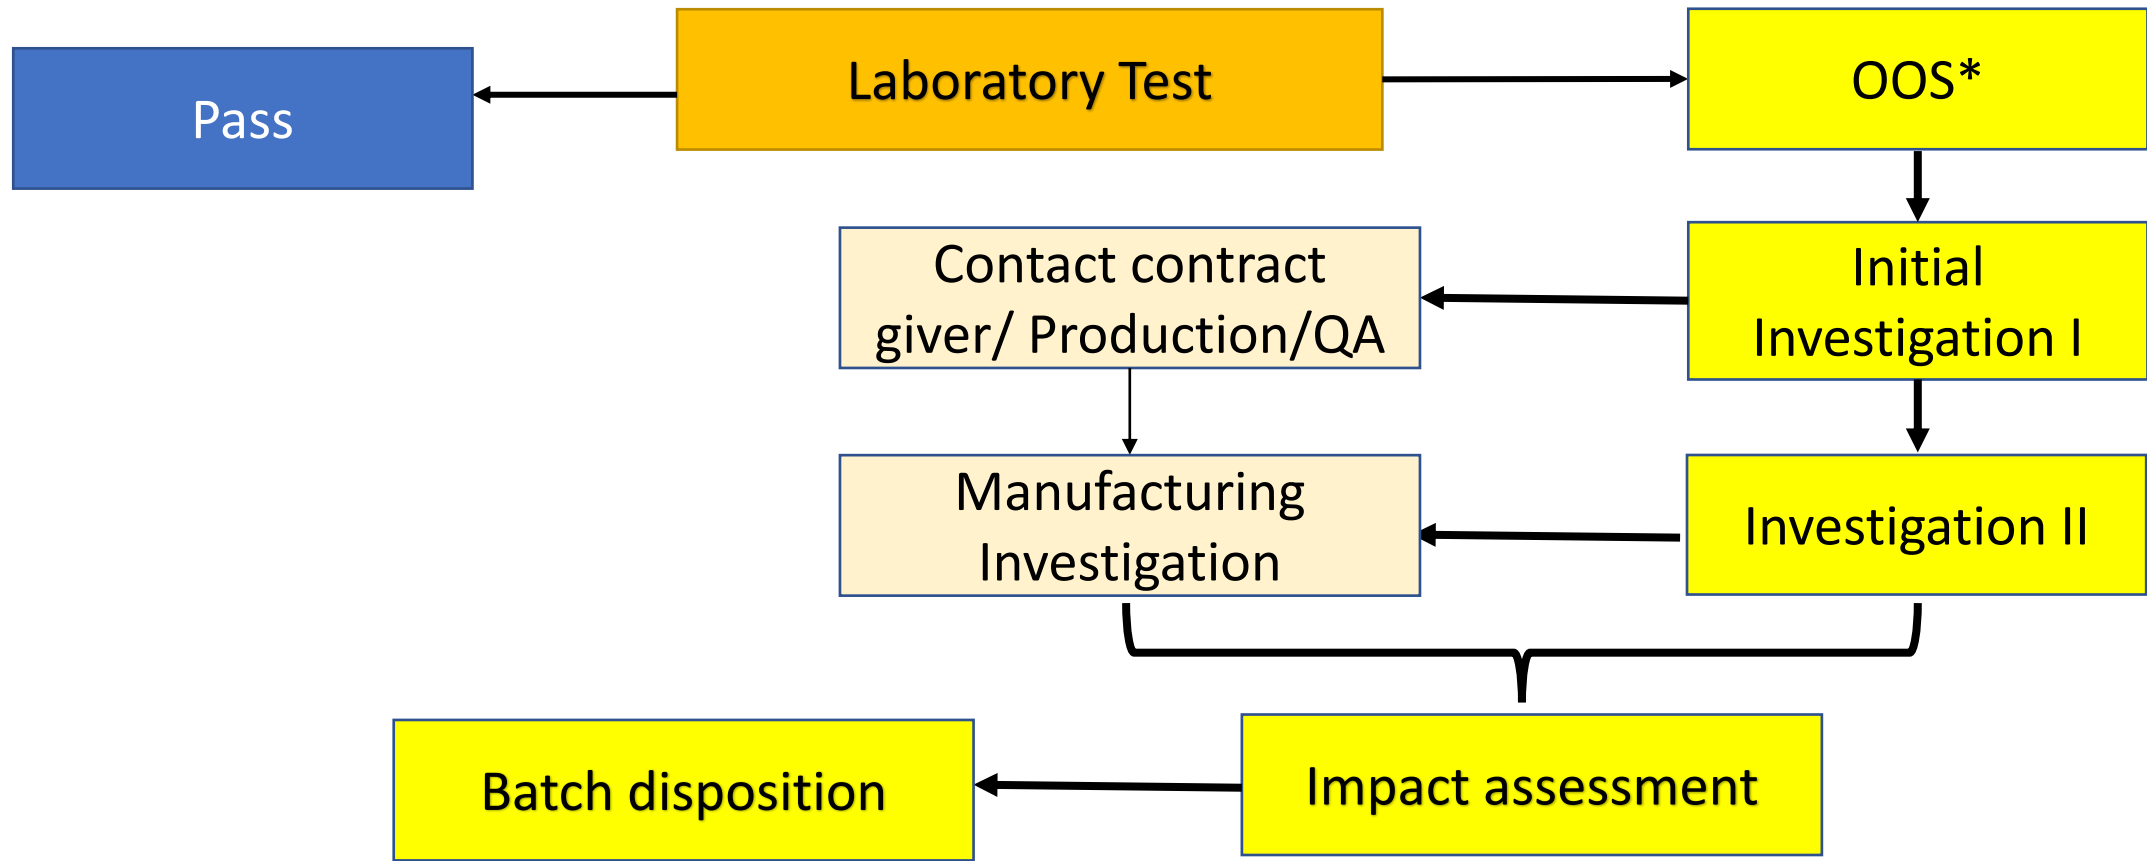 Pass
Laboratory Test
OOS*
Contact contract
giver/ Production/QA
Initial
Investigation I
Manufacturing
Investigation
Investigation II
Batch disposition
Impact assessment